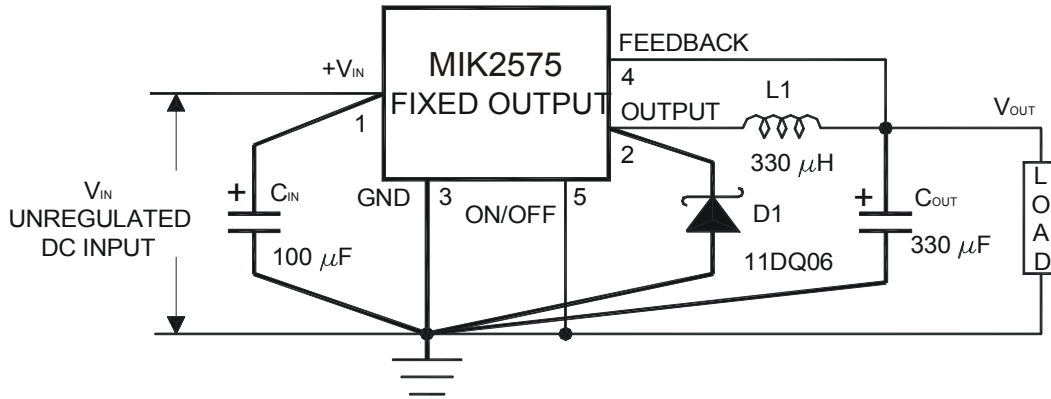 MIK2575
FIXED OUTPUT
FEEDBACK
4
+VIN
1
OUTPUT
2
L1
330 μH
VOUT
VIN
UNREGULATED
DC INPUT
+
CIN
100 μF
GND
3
ON/OFF
5
D1
11DQ06
+
COUT
330 μF
LOAD